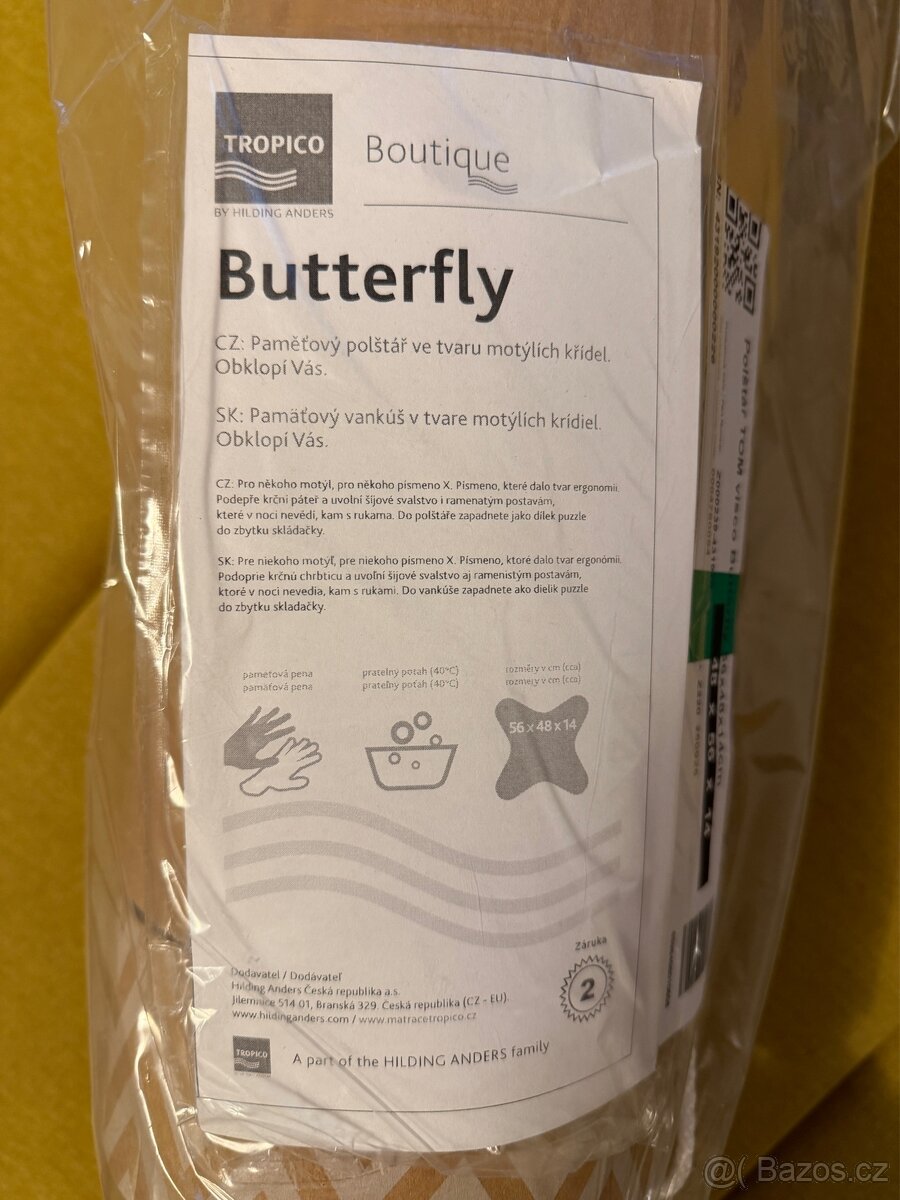 TROPICO
BY HILDING ANDERS
Boutique
Butterfly
CZ: Paměťový polštář ve tvaru motýlích křídel.
Obklopí Vás.
SK: Pamäťový vankúš v tvare motýlích krídiel.
Obklopí Vás.
CZ: Pro někoho motýl, pro někoho písmeno X. Písmeno, které dalo tvar ergonomii.
Podepře krční páteř a uvolní šíjové svalstvo i ramenatým postavám,
které v noci nevědí, kam s rukama. Do polštáře zapadnete jako dílek puzzle
do zbytku skládačky.
SK: Pre niekoho motýľ, pre niekoho písmeno X. Písmeno, ktoré dalo tvar ergonómii.
Podoprie krčnú chrbticu a uvoľní šíjové svalstvo aj ramenistým postavám,
ktoré v noci nevedia, kam s rukami. Do vankúše zapadnete ako dielik puzzle
do zbytku skladačky.
paměťová pěna
pamäťová pena
pratelný potah (40°C)
prateľný poťah (40°C)
rozměry v cm (cca)
rozmery v cm (cca)
56 x 48 x 14
Záruka
2
Dodavatel / Dodávateľ
Hilding Anders Česká republika a.s.
Jilemnice 514 01, Branská 329. Česká republika (CZ - EU).
www.hildinganders.com / www.matracetropico.cz
TROPICO
A part of the HILDING ANDERS family
Polštář TOM visco
48 x 56 x 14
@( Bazos.cz